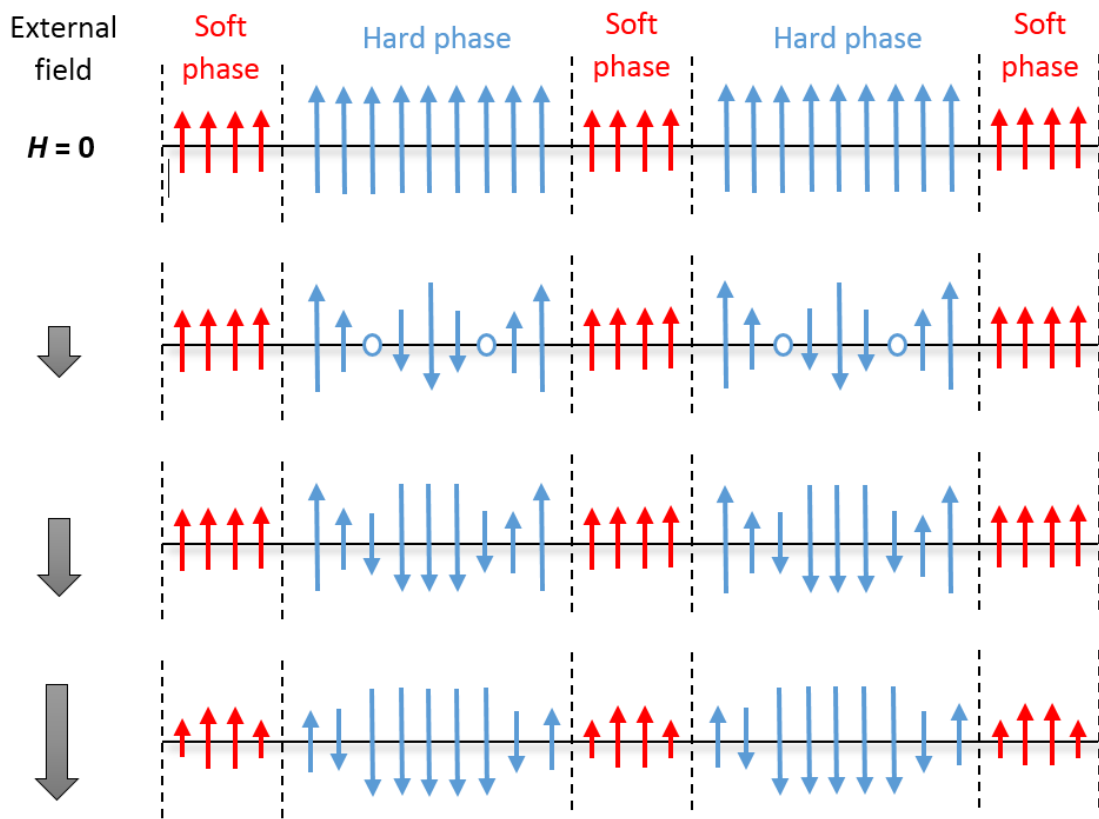 External
field
Soft
phase
Hard phase
Soft
phase
Hard phase
Soft
phase
H = 0